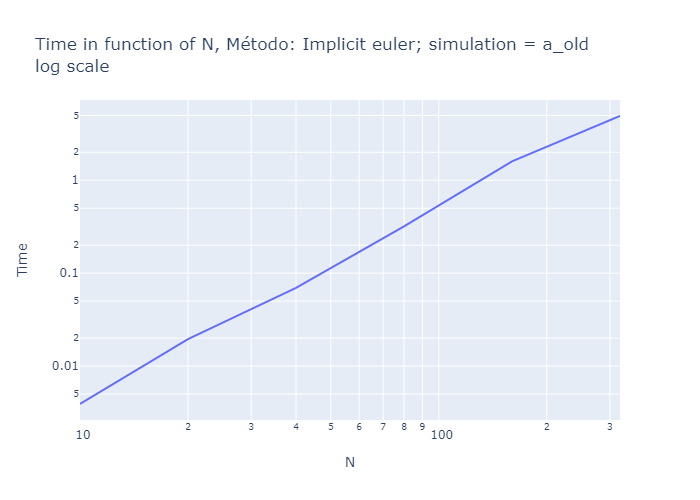 Time in function of N, Método: Implicit euler; simulation = a_old
log scale
Time
5
2
1
5
2
0.1
5
2
0.01
5
10 2 3 4 5 6 7 8 9 100 2 3
N